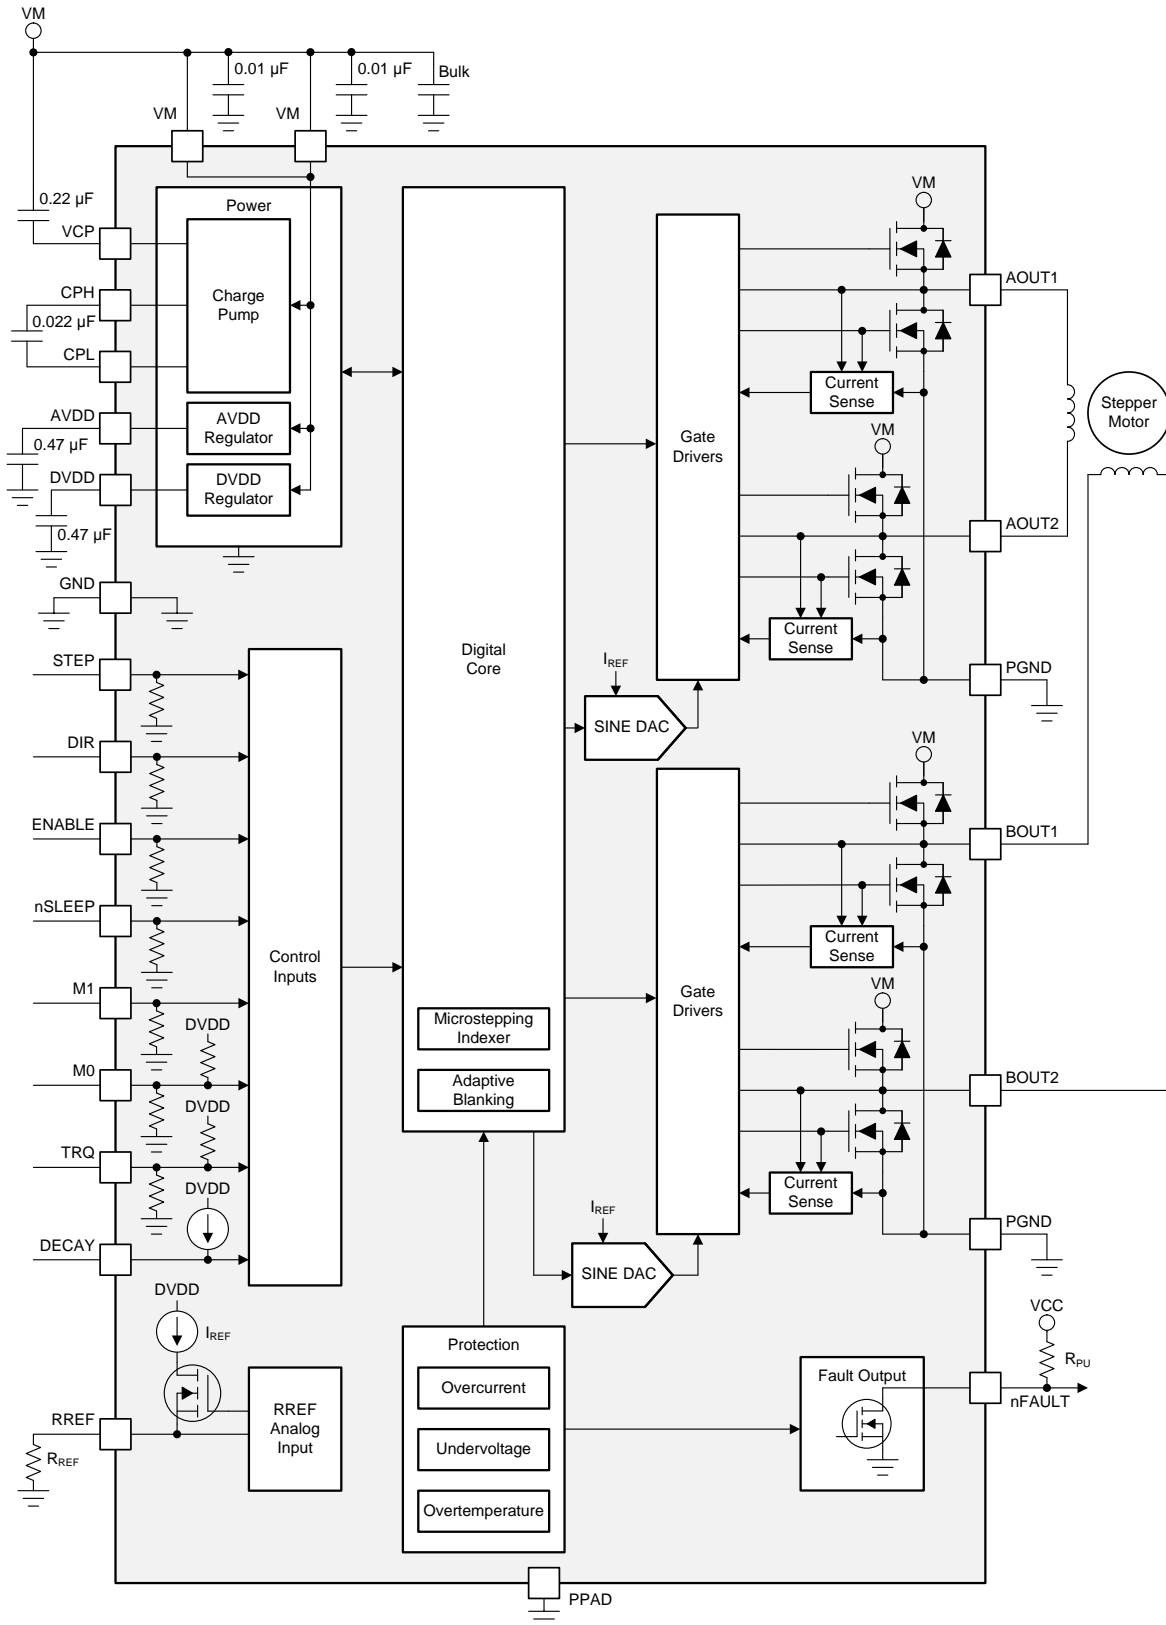 VM
0.01 µF
0.01 µF
Bulk
VM
VM
0.22 µF
VCP
CPH
0.022 µF
CPL
AVDD
0.47 µF
DVDD
0.47 µF
GND
STEP
DIR
ENABLE
nSLEEP
M1
M0
TRQ
DECAY
RREF
RREF
Power
Charge
Pump
AVDD
Regulator
DVDD
Regulator
Control
Inputs
DVDD
DVDD
DVDD
DVDD
IREF
RREF
Analog
Input
Digital
Core
Microstepping
Indexer
Adaptive
Blanking
Protection
Overcurrent
Undervoltage
Overtemperature
IREF
SINE DAC
IREF
SINE DAC
Gate
Drivers
Gate
Drivers
VM
Current
Sense
VM
Current
Sense
VM
Current
Sense
VM
Current
Sense
Fault Output
AOUT1
Stepper
Motor
AOUT2
PGND
BOUT1
BOUT2
PGND
VCC
RPU
nFAULT
PPAD